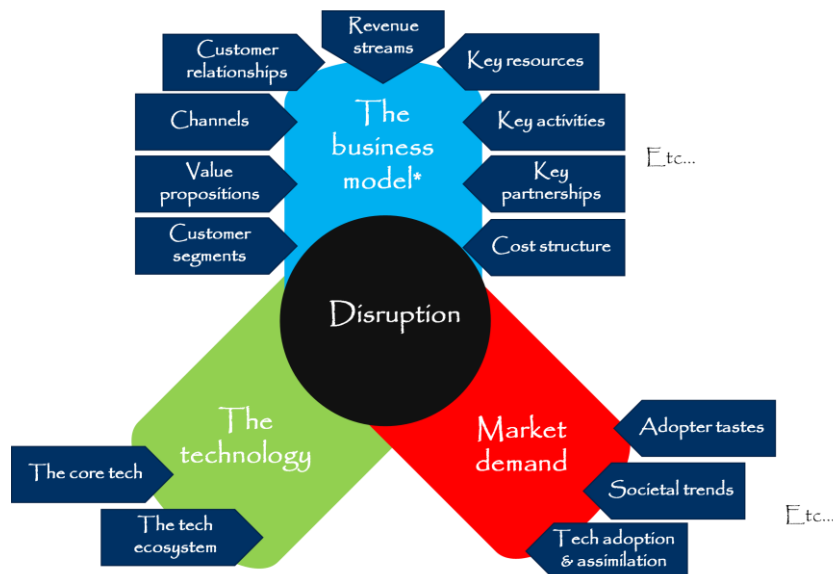 Revenue
streams
Customer
relationships
Key resources
Channels
The
business
model*
Key activities
Etc...
Value
propositions
Key
partnerships
Customer
segments
Cost structure
Disruption
The
technology
Market
demand
Adopter tastes
The core tech
Societal trends
The tech
ecosystem
Etc...
Tech adoption
& assimilation